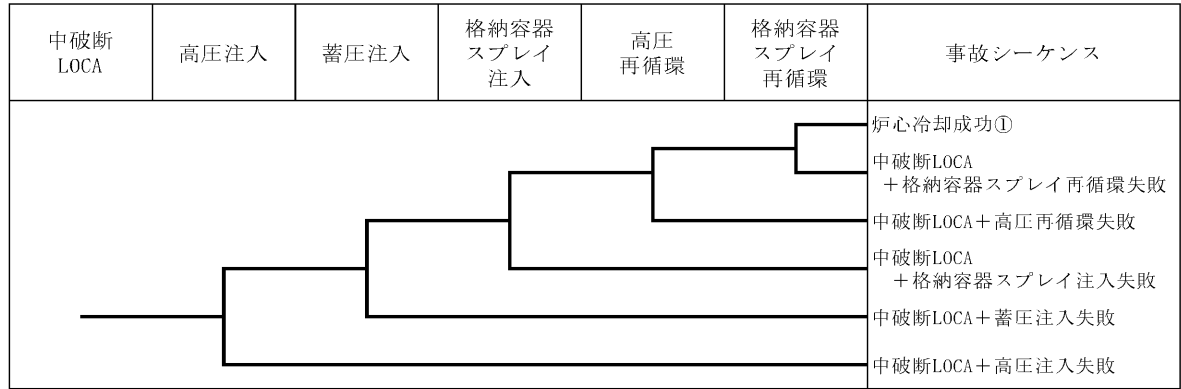 中破断
LOCA
高圧注入
蓄圧注入
格納容器
スプレイ
注入
高圧
再循環
格納容器
スプレイ
再循環
事故シーケンス
炉心冷却成功①
中破断LOCA
＋格納容器スプレイ再循環失敗
中破断LOCA＋高圧再循環失敗
中破断LOCA
＋格納容器スプレイ注入失敗
中破断LOCA＋蓄圧注入失敗
中破断LOCA＋高圧注入失敗